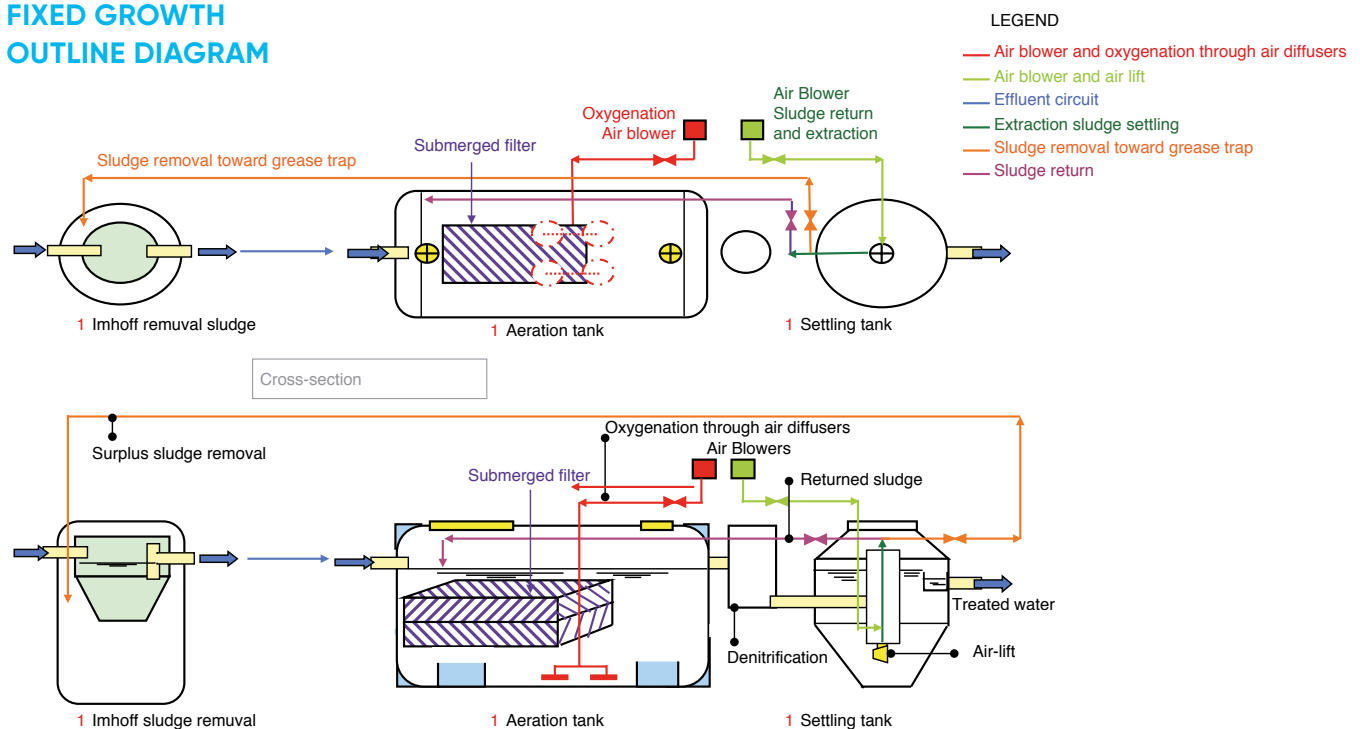 FIXED GROWTH
OUTLINE DIAGRAM
LEGEND
Air blower and oxygenation through air diffusers
Air blower and air lift
Effluent circuit
Extraction sludge settling
Sludge removal toward grease trap
Sludge return
Sludge removal toward grease trap
Submerged filter
Oxygenation
Air blower
Air Blower
Sludge return
and extraction
1 Imhoff remuval sludge
1 Aeration tank
1 Settling tank
Cross-section
Surplus sludge removal
Oxygenation through air diffusers
Air Blowers
Submerged filter
Returned sludge
Treated water
Denitrification
Air-lift
1 Imhoff sludge removal
1 Aeration tank
1 Settling tank